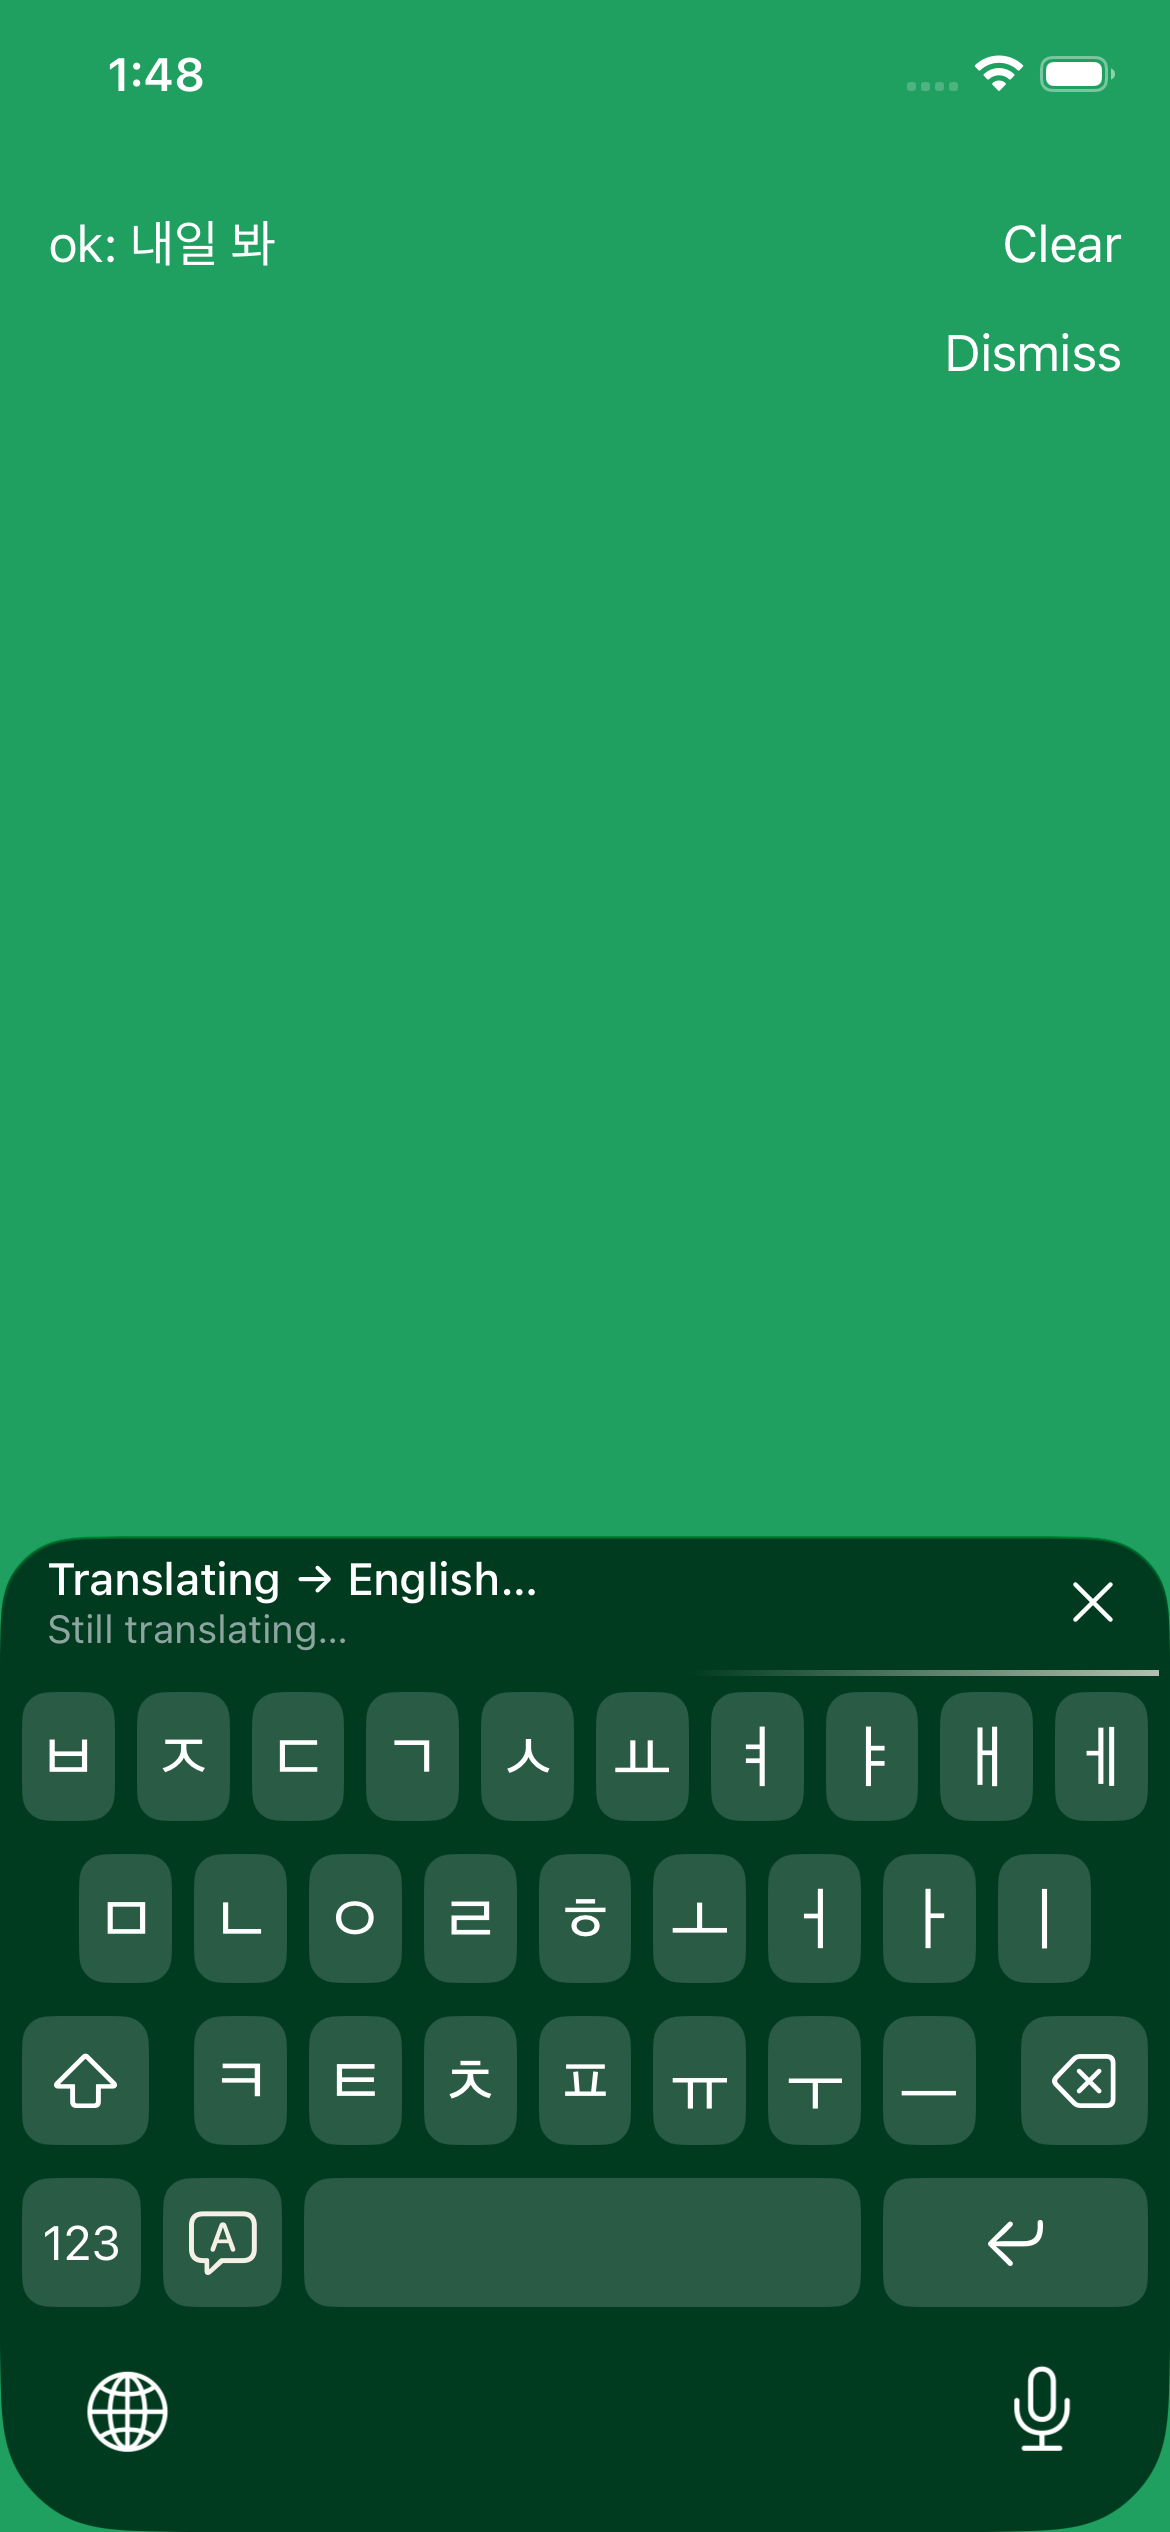 1:48
ok: 내일 봐
Clear
Dismiss
Translating → English...
Still translating...
ㅂ ㅈ ㄷ ㄱ ㅅ ㅛ ㅕ ㅑ ㅐ ㅔ
ㅁ ㄴ ㅇ ㄹ ㅎ ㅗ ㅓ ㅏ ㅣ
ㅋ ㅌ ㅊ ㅍ ㅠ ㅜ ㅡ
123 A